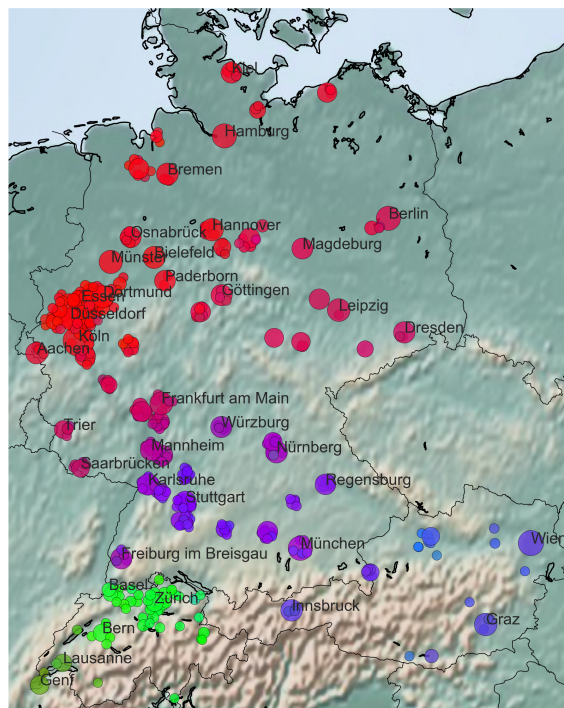 Kiel
Hamburg
Bremen
Berlin
Osnabrück
Hannover
Magdeburg
Münster
Bielefeld
Paderborn
Göttingen
Dortmund
Essen
Leipzig
Düsseldorf
Dresden
Köln
Aachen
Frankfurt am Main
Trier
Würzburg
Mannheim
Nürnberg
Saarbrücken
Karlsruhe
Regensburg
Stuttgart
Wien
München
Freiburg im Breisgau
Basel
Zürich
Innsbruck
Graz
Bern
Lausanne
Genf